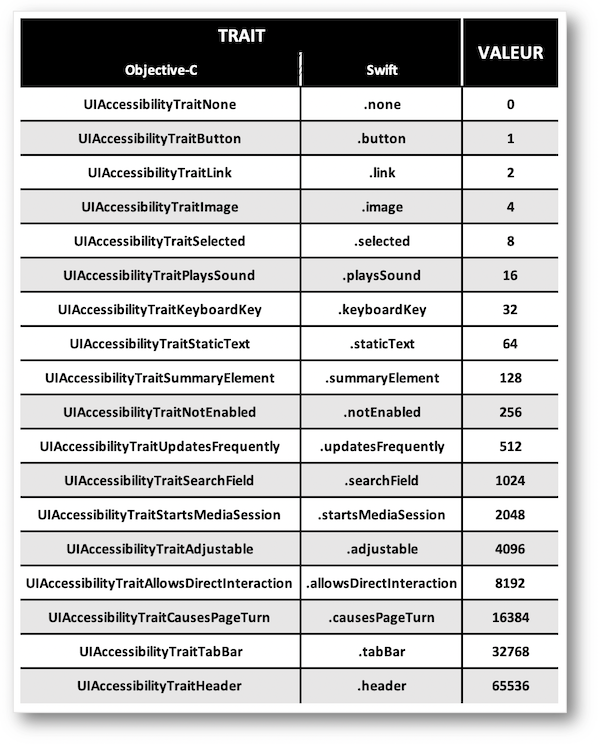 TRAIT VALEUR
Objective-C Swift
UIAccessibilityTraitNone .none 0
UIAccessibilityTraitButton .button 1
UIAccessibilityTraitLink .link 2
UIAccessibilityTraitImage .image 4
UIAccessibilityTraitSelected .selected 8
UIAccessibilityTraitPlaysSound .playsSound 16
UIAccessibilityTraitKeyboardKey .keyboardKey 32
UIAccessibilityTraitStaticText .staticText 64
UIAccessibilityTraitSummaryElement .summaryElement 128
UIAccessibilityTraitNotEnabled .notEnabled 256
UIAccessibilityTraitUpdatesFrequently .updatesFrequently 512
UIAccessibilityTraitSearchField .searchField 1024
UIAccessibilityTraitStartsMediaSession .startsMediaSession 2048
UIAccessibilityTraitAdjustable .adjustable 4096
UIAccessibilityTraitAllowsDirectInteraction .allowsDirectInteraction 8192
UIAccessibilityTraitCausesPageTurn .causesPageTurn 16384
UIAccessibilityTraitTabBar .tabBar 32768
UIAccessibilityTraitHeader .header 65536